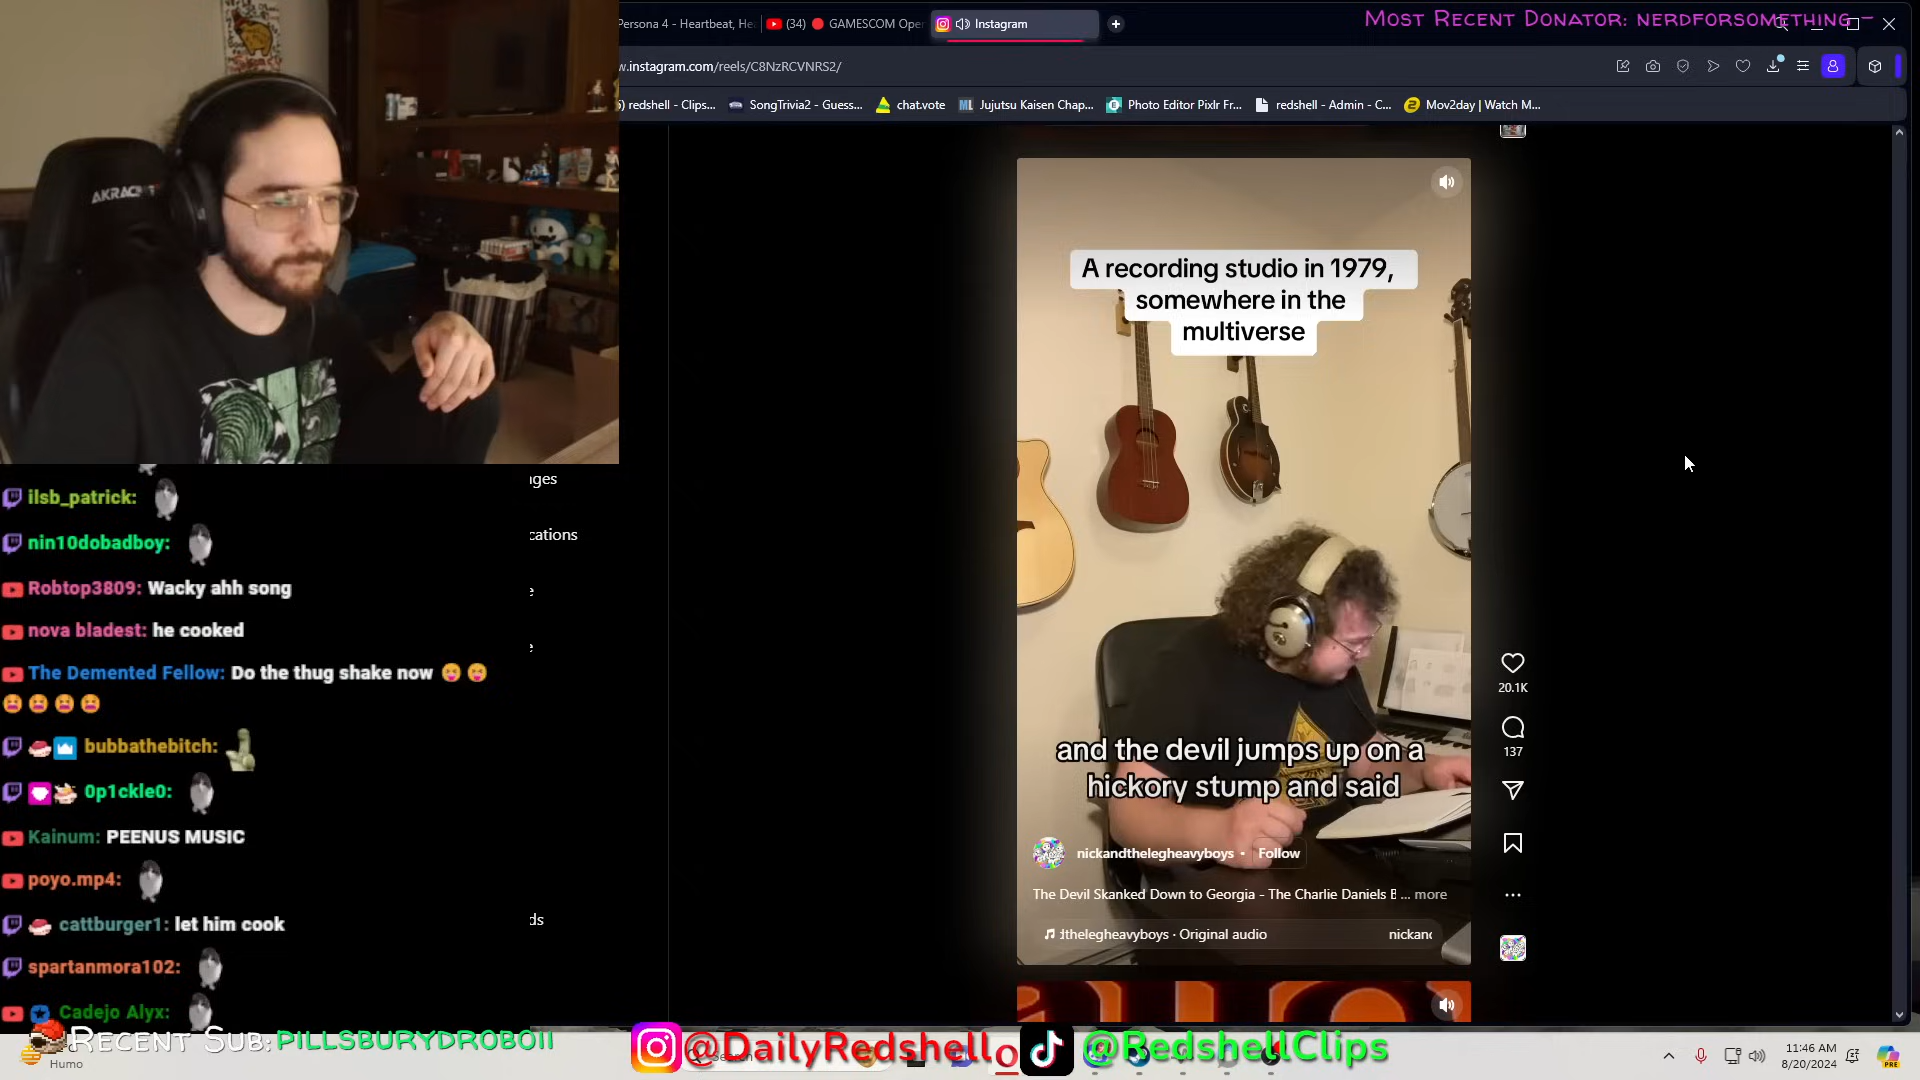 Persona 4 - Heartbeat, He
(34)
GAMESCOM Ope
Instagram
Most Recent Donator: nerdforsomething -
w.instagram.com/reels/C8NzRCVNRS2/
redshell - Clips...
SongTrivia2 - Guess...
chat.vote
Jujutsu Kaisen Chap...
Photo Editor Pixlr Fr...
redshell - Admin - C...
Mov2day | Watch M...
AKRACING
A recording studio in 1979,
somewhere in the
multiverse
and the devil jumps up on a
hickory stump and said
nickandthelegheavyboys • Follow
The Devil Skanked Down to Georgia - The Charlie Daniels B ... more
dthelegheavyboys · Original audio
nickand
20.1K
137
nges
cations
e
e
ds
ilsb_patrick:
nin10dobadboy:
Robtop3809: Wacky ahh song
nova bladest: he cooked
The Demented Fellow: Do the thug shake now
bubbathebitch:
0p1ckle0:
Kainum: PEENUS MUSIC
poyo.mp4:
cattburger1: let him cook
spartanmora102:
Cadejo Alyx:
Recent Sub: pillsburydroboii
Humo
@DailyRedshell
@RedshellClips
11:46 AM
8/20/2024